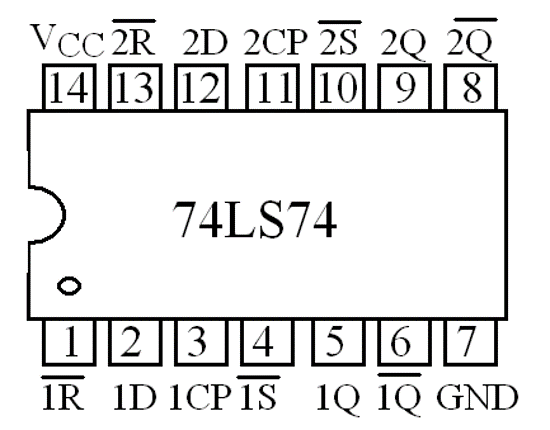 VCC 2R̅ 2D 2CP 2S̅ 2Q 2Q̅
14 13 12 11 10 9 8
74LS74
1 2 3 4 5 6 7
1R̅ 1D 1CP 1S̅ 1Q 1Q̅ GND